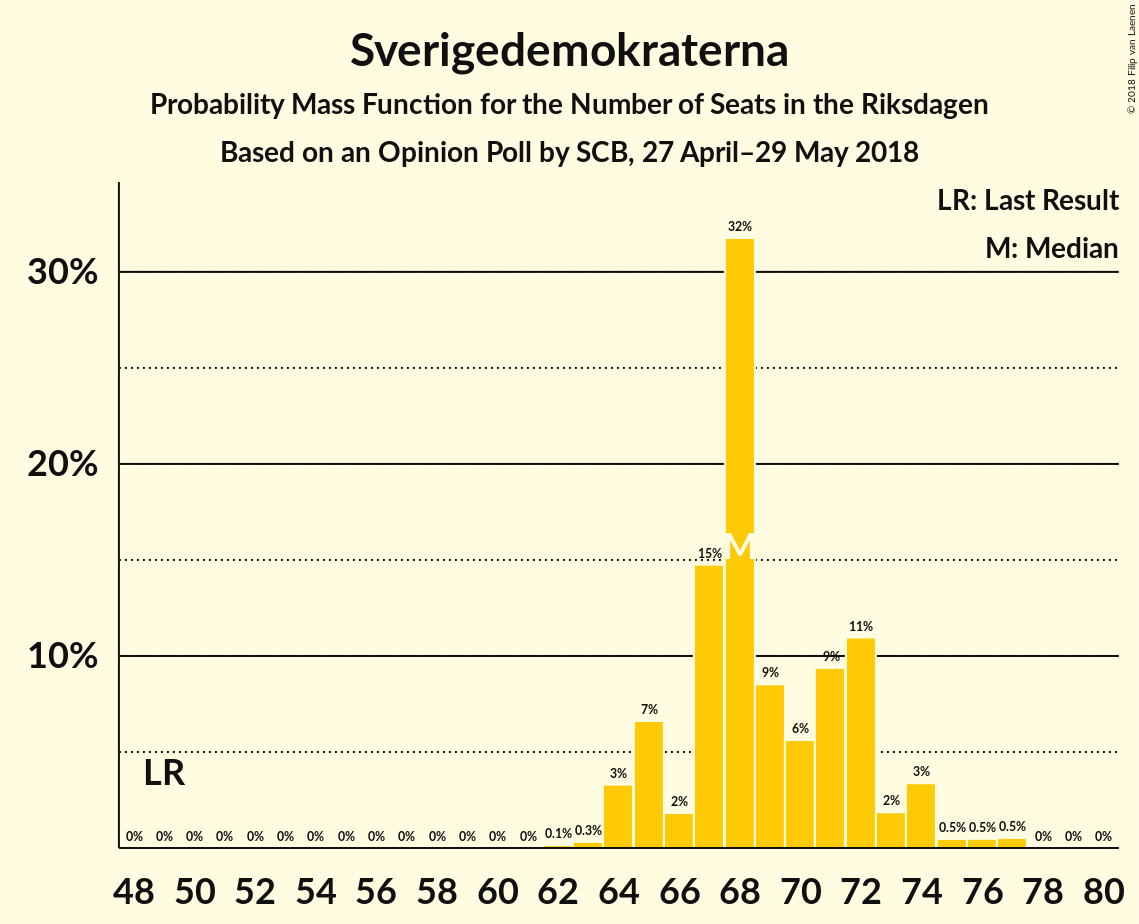 Sverigedemokraterna
Probability Mass Function for the Number of Seats in the Riksdagen
Based on an Opinion Poll by SCB, 27 April–29 May 2018
© 2018 Filip van Laenen
LR: Last Result
M: Median
30%
20%
10%
LR
M
0% 0% 0% 0% 0% 0% 0% 0% 0% 0% 0% 0% 0% 0% 0.1% 0.3% 3% 7% 2% 15% 32% 9% 6% 9% 11% 2% 3% 0.5% 0.5% 0.5% 0% 0% 0%
48 50 52 54 56 58 60 62 64 66 68 70 72 74 76 78 80